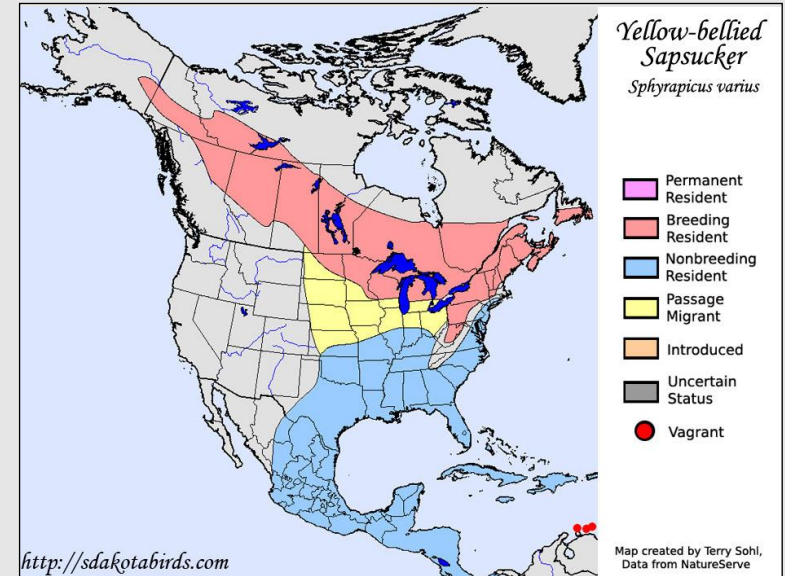 Yellow-bellied
Sapsucker
Sphyrapicus varius
Permanent
Resident
Breeding
Resident
Nonbreeding
Resident
Passage
Migrant
Introduced
Uncertain
Status
Vagrant
http://sdakotabirds.com
Map created by Terry Sohl,
Data from NatureServe